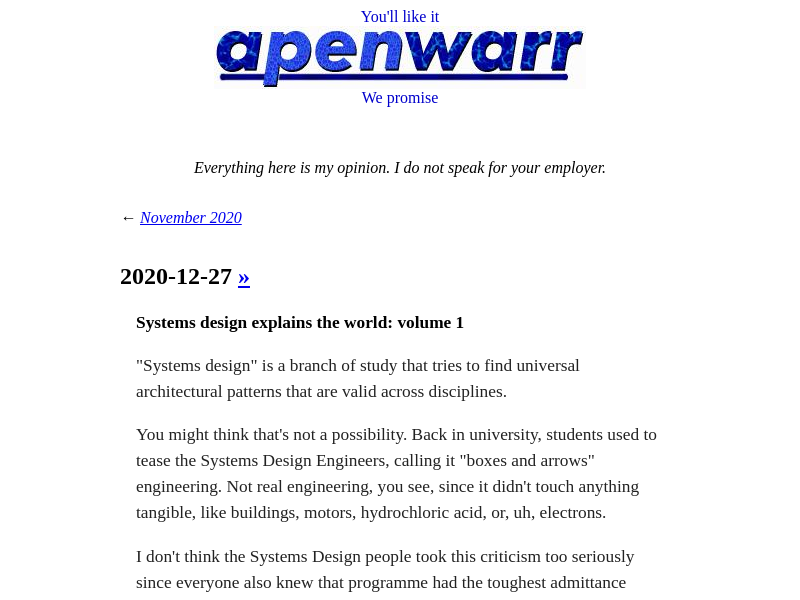 You'll like it
apenwarr
We promise
Everything here is my opinion. I do not speak for your employer.
← November 2020
2020-12-27 »
Systems design explains the world: volume 1
"Systems design" is a branch of study that tries to find universal
architectural patterns that are valid across disciplines.
You might think that's not a possibility. Back in university, students used to
tease the Systems Design Engineers, calling it "boxes and arrows"
engineering. Not real engineering, you see, since it didn't touch anything
tangible, like buildings, motors, hydrochloric acid, or, uh, electrons.
I don't think the Systems Design people took this criticism too seriously
since everyone also knew that programme had the toughest admittance